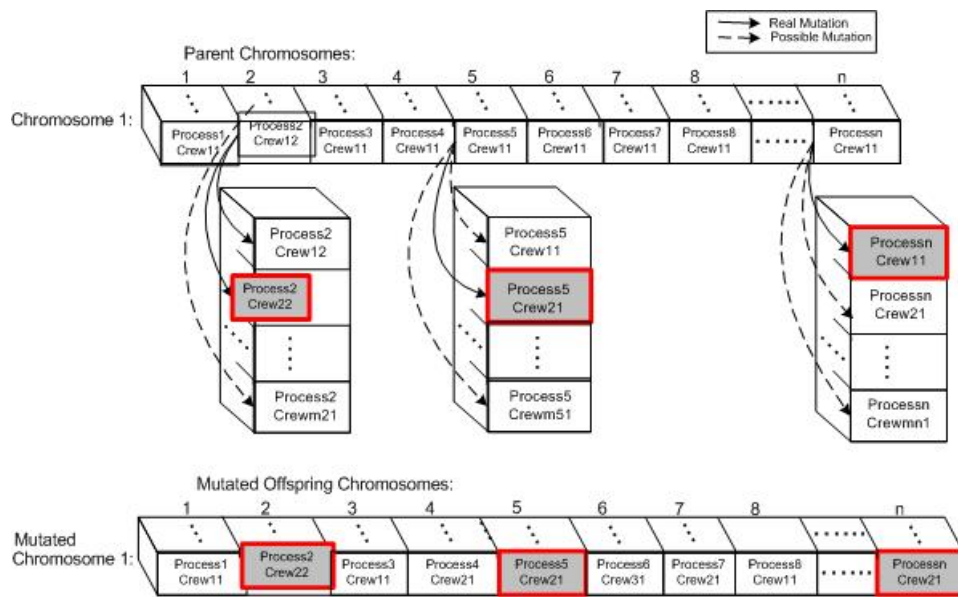 Real Mutation
Possible Mutation
Parent Chromosomes:
1 2 3 4 5 6 7 8 n
Chromosome 1:
Process1 Process2 Process3 Process4 Process5 Process6 Process7 Process8 Processn
Crew11 Crew12 Crew11 Crew11 Crew11 Crew11 Crew11 Crew11 Crew11
Process2
Crew12
Process2
Crew22
Process2
Crewm21
Process5
Crew11
Process5
Crew21
Process5
Crewm51
Processn
Crew11
Processn
Crew21
Processn
Crewmn1
Mutated Offspring Chromosomes:
1 2 3 4 5 6 7 8 n
Mutated
Chromosome 1:
Process1 Process2 Process3 Process4 Process5 Process6 Process7 Process8 Processn
Crew11 Crew22 Crew11 Crew21 Crew21 Crew31 Crew21 Crew11 Crew21